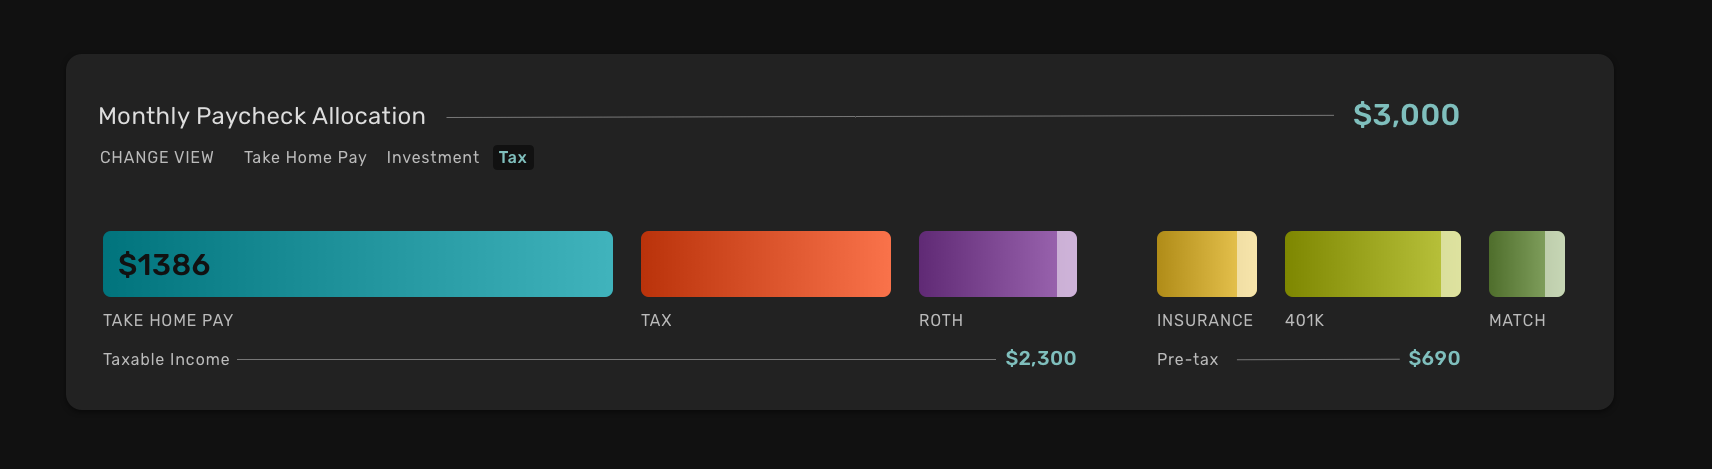 Monthly Paycheck Allocation $3,000
CHANGE VIEW Take Home Pay Investment Tax
$1386
TAKE HOME PAY TAX ROTH INSURANCE 401K MATCH
Taxable Income $2,300 Pre-tax $690